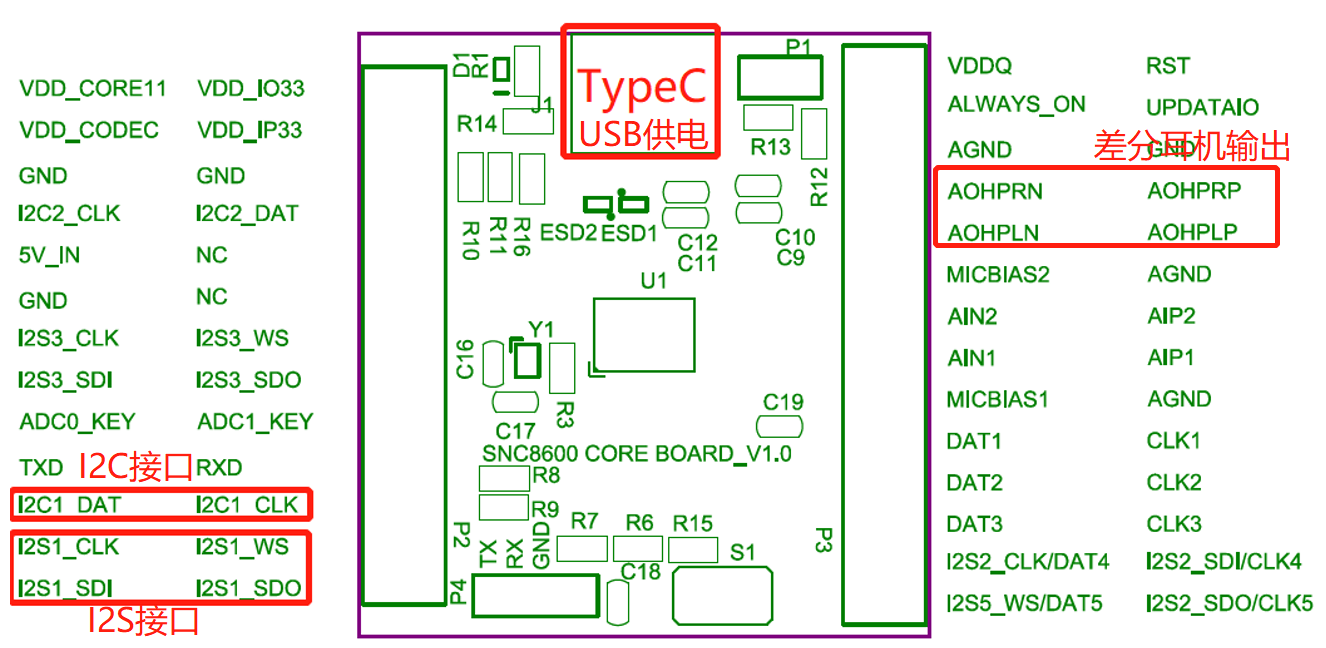 VDD_CORE11 VDD_IO33
VDD_CODEC VDD_IP33
GND GND
I2C2_CLK I2C2_DAT
5V_IN NC
GND NC
I2S3_CLK I2S3_WS
I2S3_SDI I2S3_SDO
ADC0_KEY ADC1_KEY
TXD I2C接口 RXD
I2C1_DAT I2C1_CLK
I2S1_CLK I2S1_WS
I2S1_SDI I2S1_SDO
I2S接口
D1
R1
J1
TypeC
USB供电
P1
R14
R13
R12
R10
R11
R16
ESD2 ESD1
C12
C11
C10
C9
U1
Y1
C16
R3
C17
C19
SNC8600 CORE BOARD_V1.0
R8
R9
P2
TX
RX
GND
R7 R6 R15
S1
P3
C18
P4
VDDQ RST
ALWAYS_ON UPDATAIO
AGND GND
差分耳机输出
AOHPRN AOHPRP
AOHPLN AOHPLP
MICBIAS2 AGND
AIN2 AIP2
AIN1 AIP1
MICBIAS1 AGND
DAT1 CLK1
DAT2 CLK2
DAT3 CLK3
I2S2_CLK/DAT4 I2S2_SDI/CLK4
I2S5_WS/DAT5 I2S2_SDO/CLK5